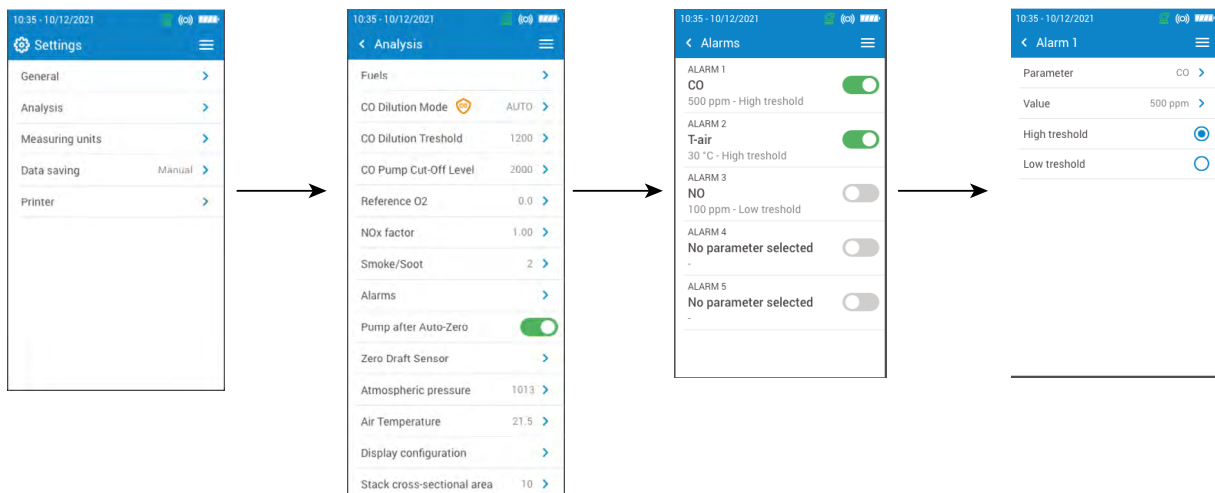 10:35 - 10/12/2021
Settings
General
Analysis
Measuring units
Data saving Manual
Printer
10:35 - 10/12/2021
Analysis
Fuels
CO Dilution Mode AUTO
CO Dilution Treshold 1200
CO Pump Cut-Off Level 2000
Reference O2 0.0
NOx factor 1.00
Smoke/Soot 2
Alarms
Pump after Auto-Zero
Zero Draft Sensor
Atmospheric pressure 1013
Air Temperature 21.5
Display configuration
Stack cross-sectional area 10
10:35 - 10/12/2021
Alarms
ALARM 1
CO
500 ppm - High treshold
ALARM 2
T-air
30 °C - High treshold
ALARM 3
NO
100 ppm - Low treshold
ALARM 4
No parameter selected
-
ALARM 5
No parameter selected
-
10:35 - 10/12/2021
Alarm 1
Parameter CO
Value 500 ppm
High treshold
Low treshold